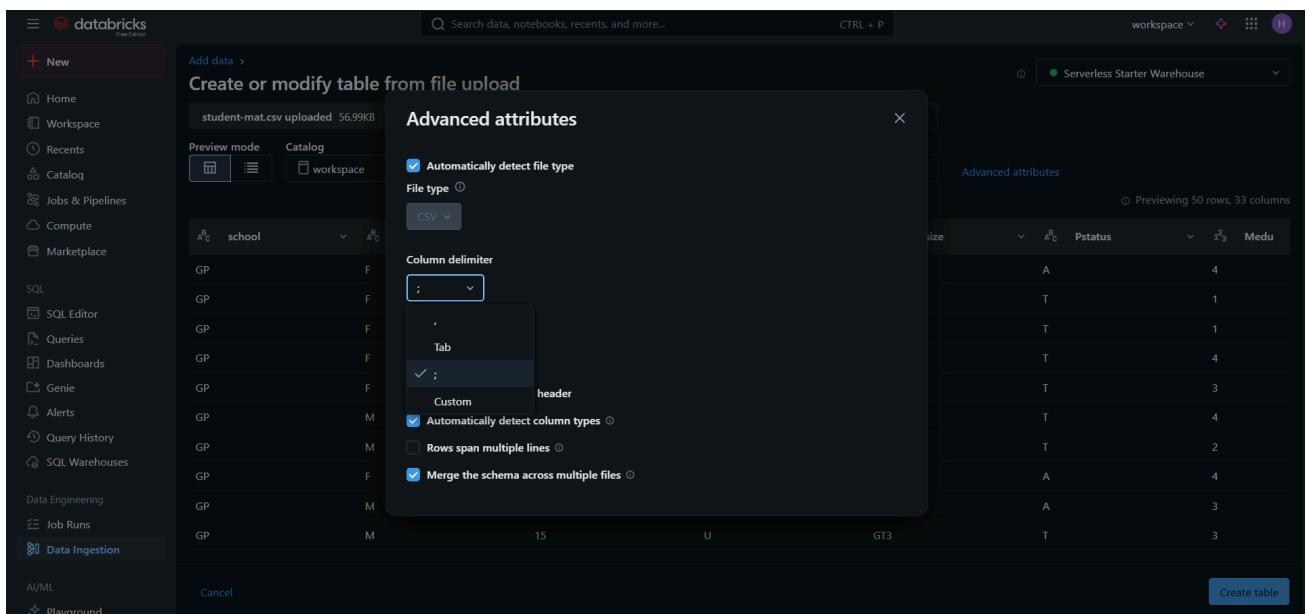 databricks
Free Edition
Search data, notebooks, recents, and more...
CTRL + P
workspace
H
New
Home
Workspace
Recents
Catalog
Jobs & Pipelines
Compute
Marketplace
SQL
SQL Editor
Queries
Dashboards
Genie
Alerts
Query History
SQL Warehouses
Data Engineering
Job Runs
Data Ingestion
AI/ML
Playground
Add data ›
Create or modify table from file upload
Serverless Starter Warehouse
student-mat.csv uploaded 56.99KB
Preview mode Catalog
workspace
Advanced attributes
Previewing 50 rows, 33 columns
school size Pstatus Medu
GP F A 4
GP F T 1
GP F T 1
GP F T 4
GP F T 3
GP M T 4
GP M T 2
GP F A 4
GP M A 3
GP M 15 U GT3 T 3
Cancel
Create table
Advanced attributes
Automatically detect file type
File type
CSV
Column delimiter
;
,
Tab
;
Custom
header
Automatically detect column types
Rows span multiple lines
Merge the schema across multiple files